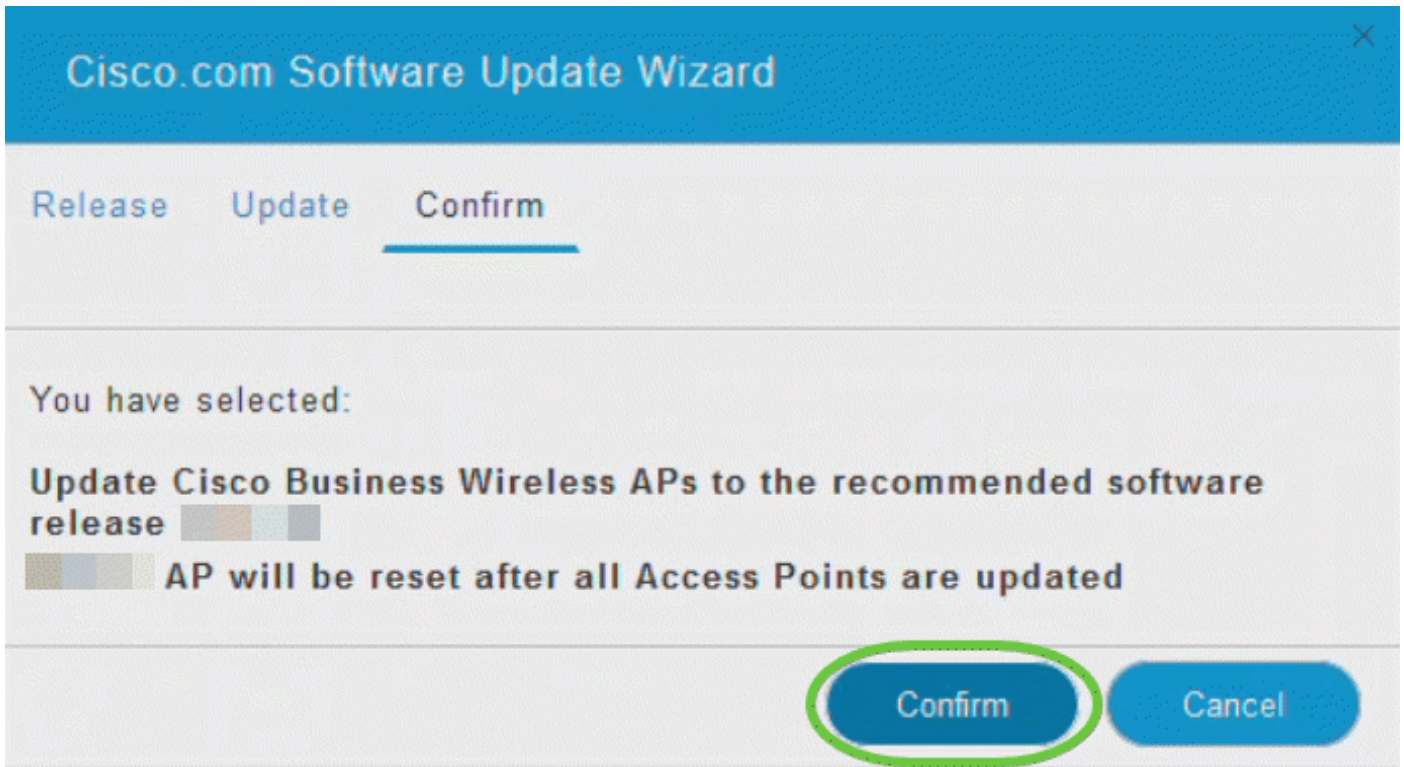 Cisco.com Software Update Wizard
Release Update Confirm
You have selected:
Update Cisco Business Wireless APs to the recommended software
release
AP will be reset after all Access Points are updated
Confirm Cancel